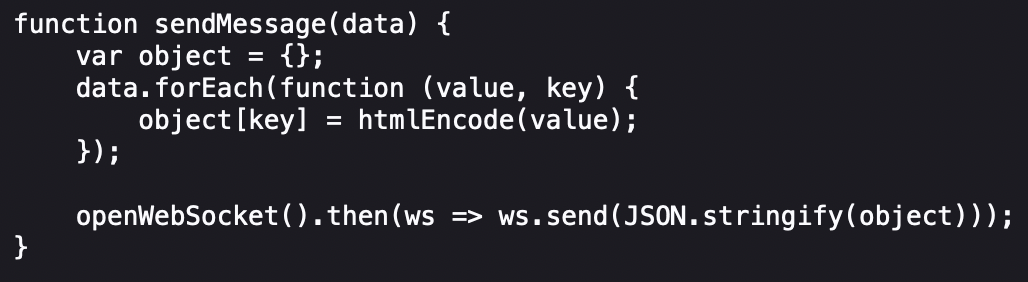 function sendMessage(data) {
    var object = {};
    data.forEach(function (value, key) {
        object[key] = htmlEncode(value);
    });

    openWebSocket().then(ws => ws.send(JSON.stringify(object)));
}